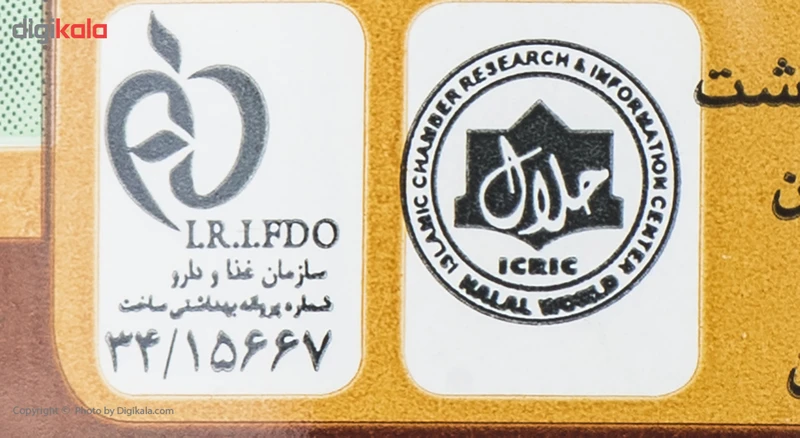 digikala
I.R.I.FDO
سازمان غذا و دارو
شماره پروانه بهداشتی ساخت
۳۴/۱۵۶۶۷
ISLAMIC CHAMBER RESEARCH & INFORMATION CENTER
حلال
ICRIC
HALAL WORLD
شت
ن
Copyright © Photo by Digikala.com